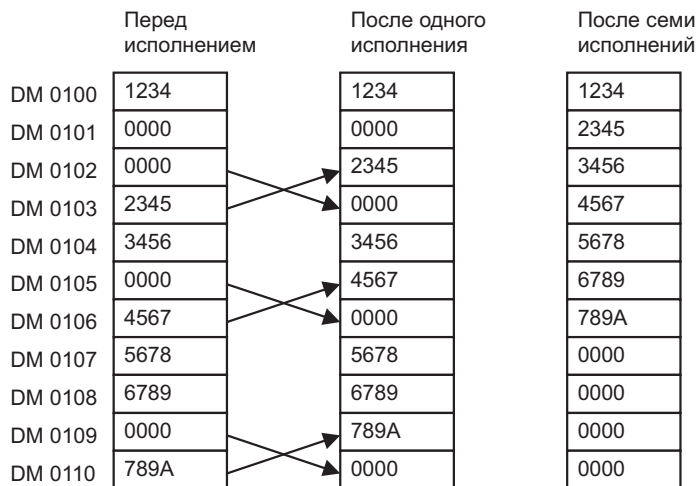 Перед После одного После семи
исполнением исполнения исполнений
DM 0100 1234 1234 1234
DM 0101 0000 0000 2345
DM 0102 0000 2345 3456
DM 0103 2345 0000 4567
DM 0104 3456 3456 5678
DM 0105 0000 4567 6789
DM 0106 4567 0000 789A
DM 0107 5678 5678 0000
DM 0108 6789 6789 0000
DM 0109 0000 789A 0000
DM 0110 789A 0000 0000